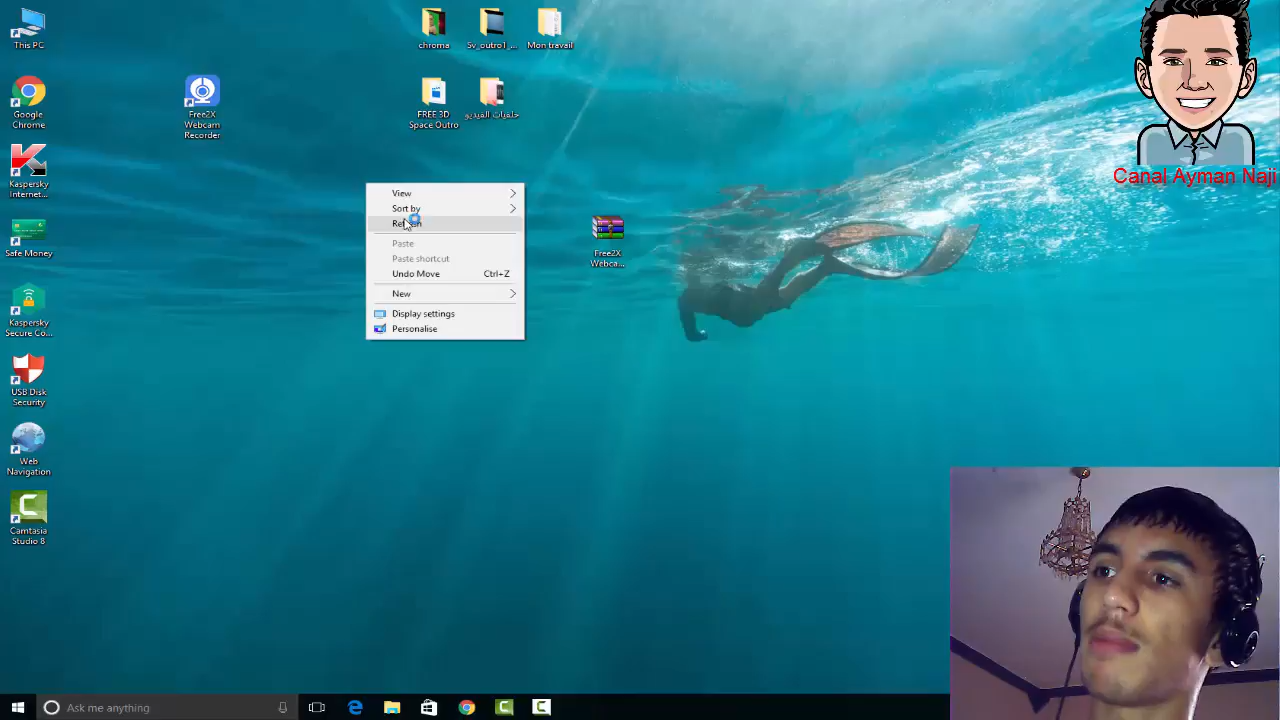 This PC
Google
Chrome
Kaspersky
Internet...
Safe Money
Kaspersky
Secure Co...
USB Disk
Security
Web
Navigation
Camtasia
Studio 8
Free2X
Webcam
Recorder
chroma
Sv_outro1_...
Mon travail
FREE 3D
Space Outro
خلفيات الفيديو
View
Sort by
Paste
Paste shortcut
Undo Move Ctrl+Z
New
Display settings
Personalise
Free2X
Webca...
Canal Ayman Naji
Ask me anything